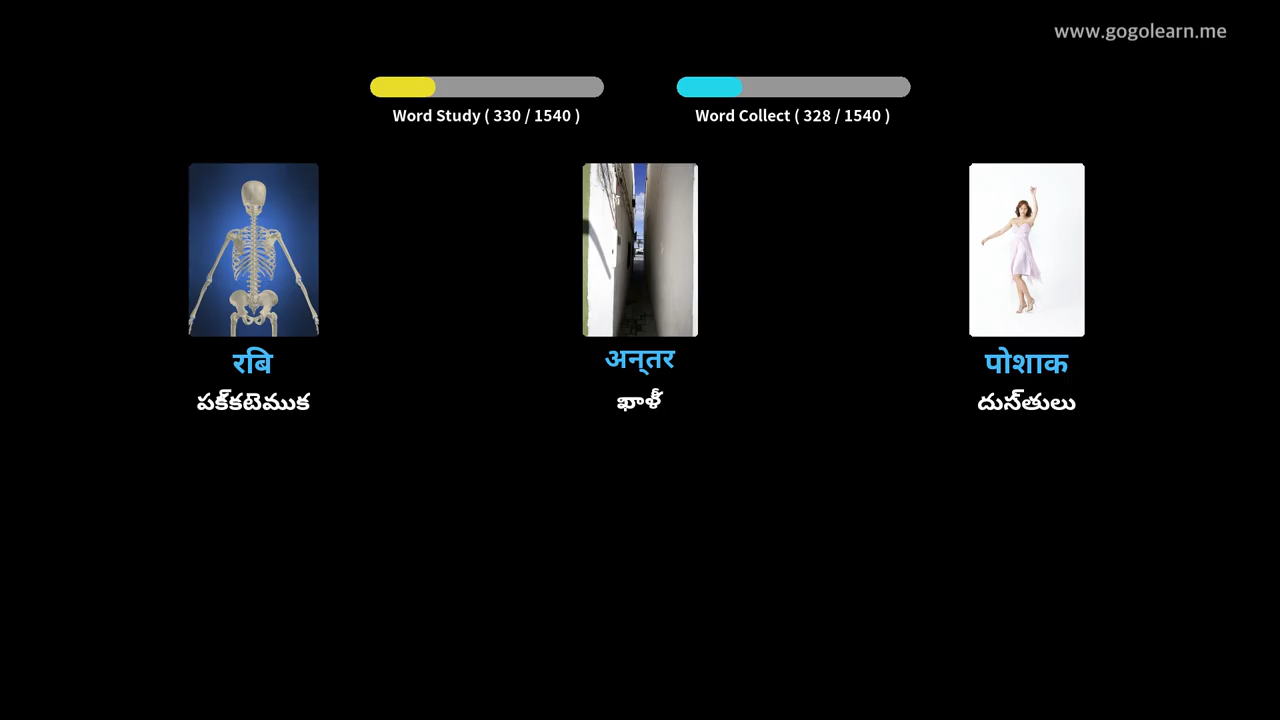 www.gogolearn.me
Word Study ( 330 / 1540 )
Word Collect ( 328 / 1540 )
रबि
अन्‌तर
पोशाक
పక్‌కటెముక
ఖాళీ
దుస్‌తులు